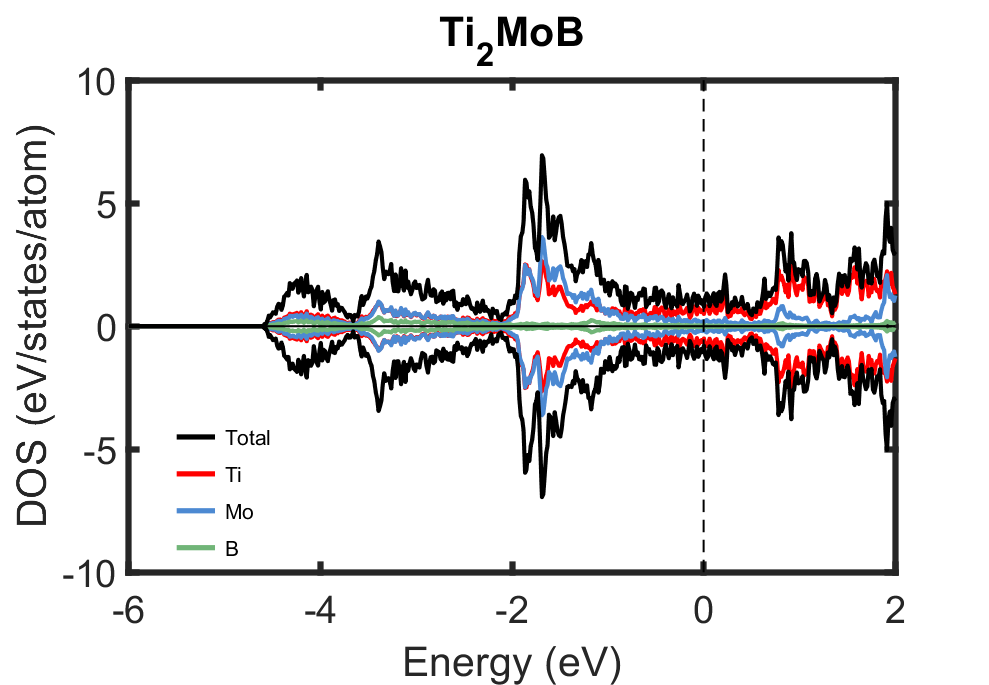 Ti₂MoB
DOS (eV/states/atom)
10
5
0
-5
-10
Total
Ti
Mo
B
-6 -4 -2 0 2
Energy (eV)